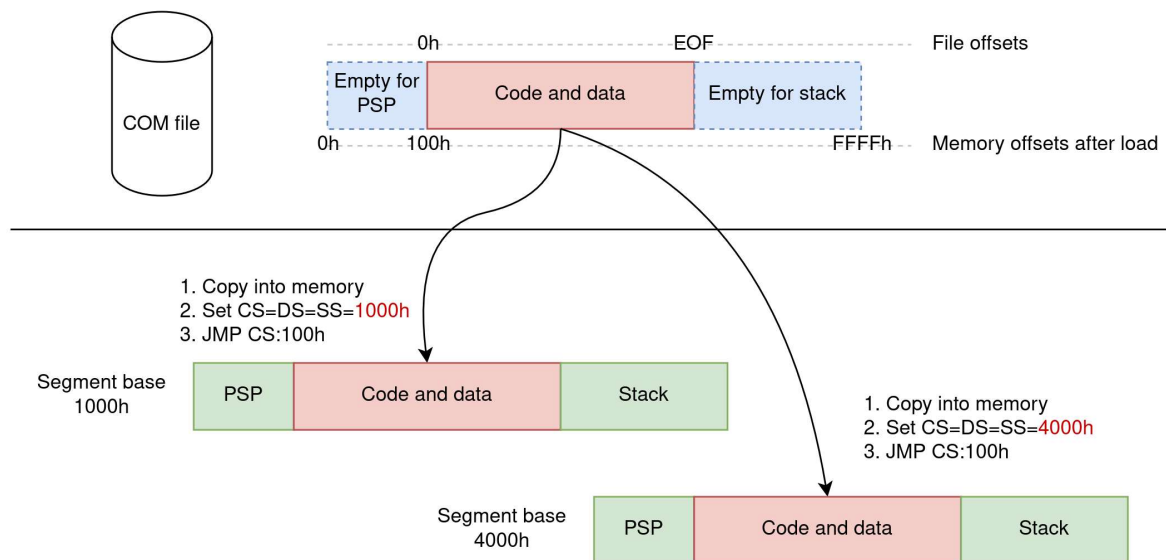 0h
EOF
File offsets
COM file
Empty for
PSP
Code and data
Empty for stack
0h
100h
FFFFh
Memory offsets after load
1. Copy into memory
2. Set CS=DS=SS=1000h
3. JMP CS:100h
Segment base
1000h
PSP
Code and data
Stack
1. Copy into memory
2. Set CS=DS=SS=4000h
3. JMP CS:100h
Segment base
4000h
PSP
Code and data
Stack